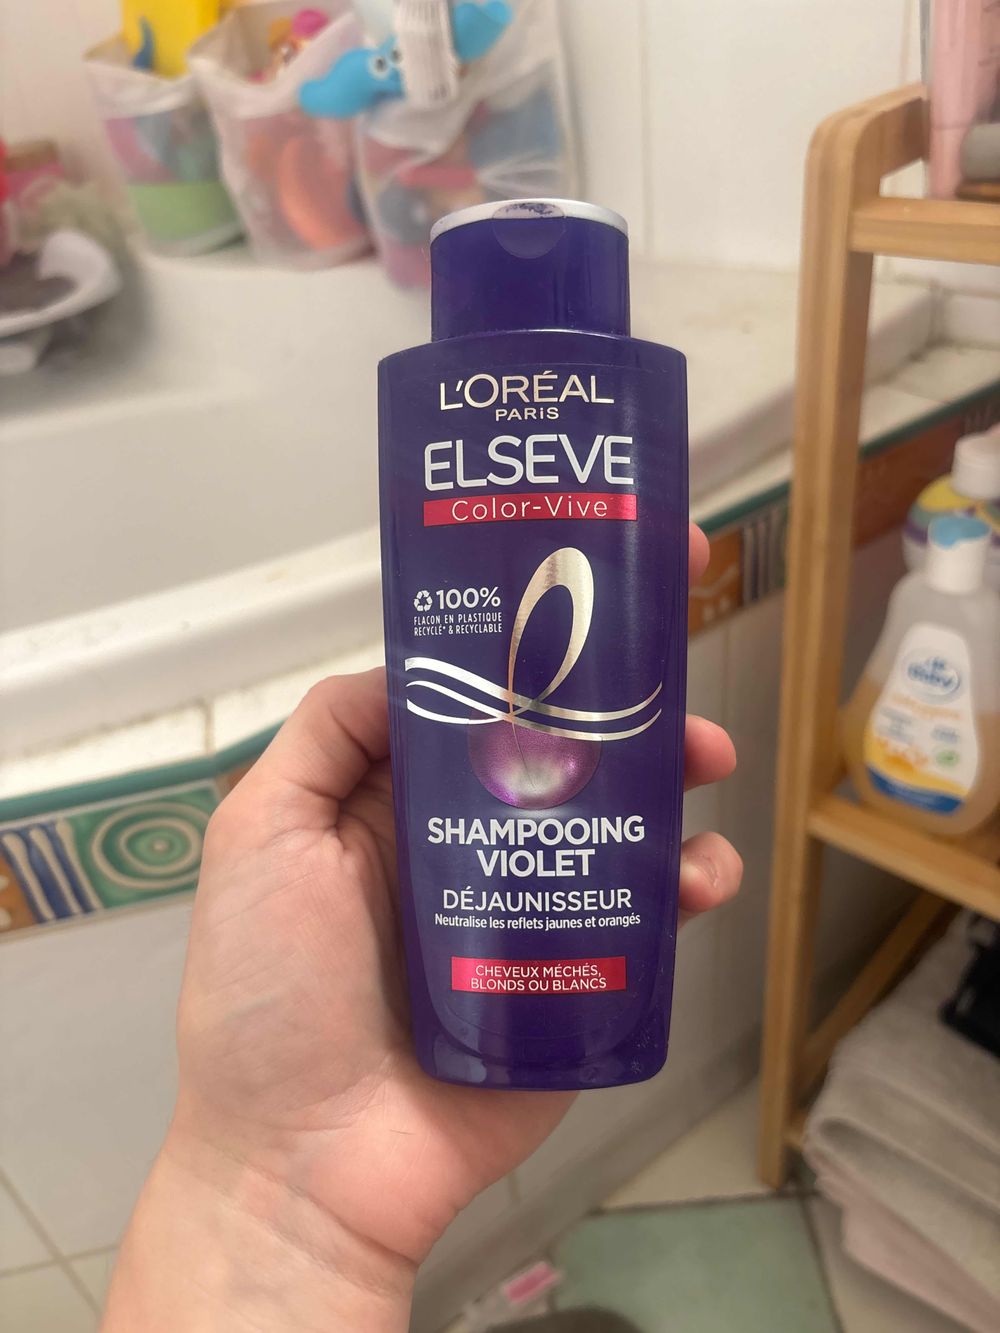 L'ORÉAL
PARIS
ELSEVE
Color-Vive
100%
FLACON EN PLASTIQUE
RECYCLÉ* & RECYCLABLE
SHAMPOOING
VIOLET
DÉJAUNISSEUR
Neutralise les reflets jaunes et orangés
CHEVEUX MÉCHÉS,
BLONDS OU BLANCS
Baby